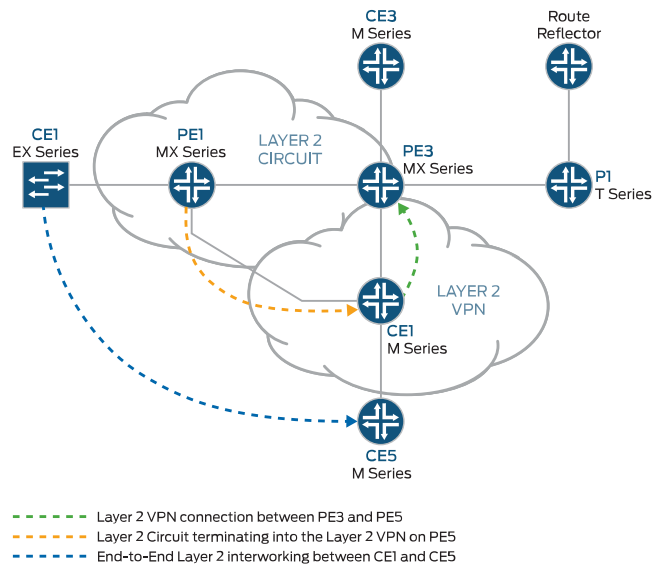 CE3
M Series
Route
Reflector
CE1
EX Series
PE1
MX Series
LAYER 2
CIRCUIT
PE3
MX Series
P1
T Series
LAYER 2
VPN
CE1
M Series
CE5
M Series
Layer 2 VPN connection between PE3 and PE5
Layer 2 Circuit terminating into the Layer 2 VPN on PE5
End-to-End Layer 2 interworking between CE1 and CE5